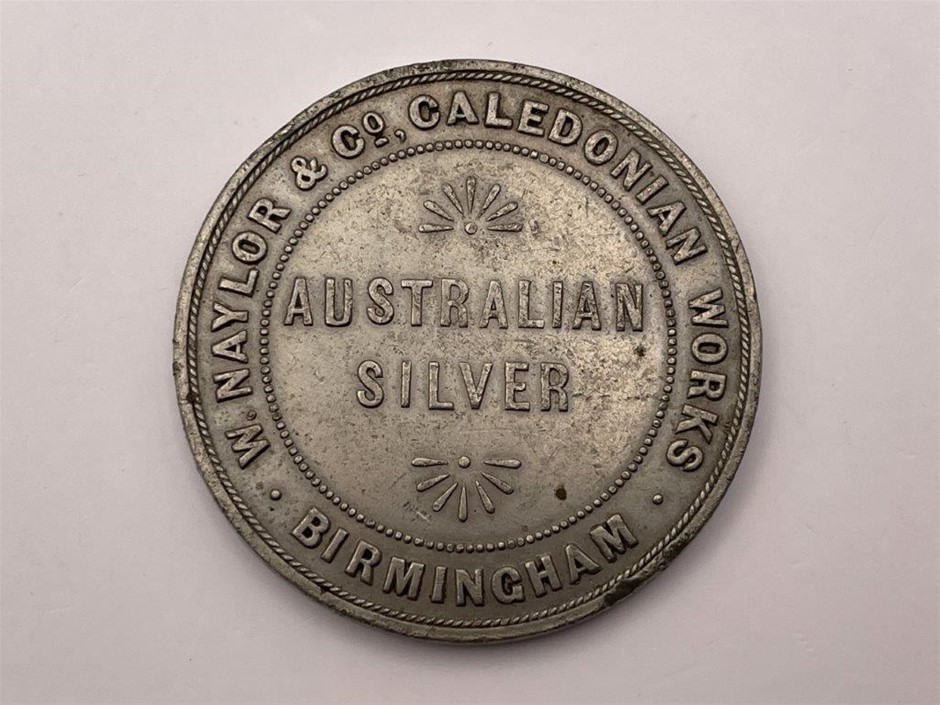 W. NAYLOR & Cº, CALEDONIAN WORKS
· BIRMINGHAM ·
AUSTRALIAN
SILVER